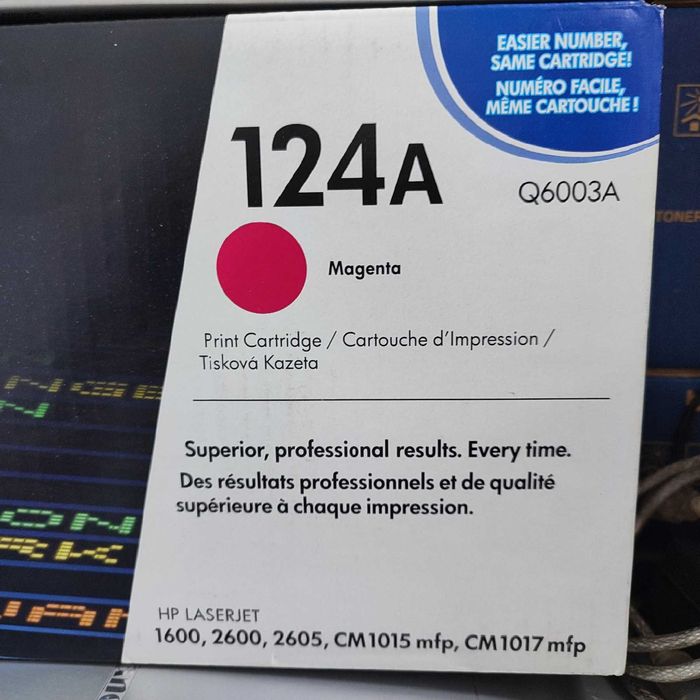 EASIER NUMBER,
SAME CARTRIDGE!
NUMÉRO FACILE,
MÊME CARTOUCHE!
124A
Q6003A
TONER
Magenta
Print Cartridge / Cartouche d'Impression /
Tisková Kazeta
Superior, professional results. Every time.
Des résultats professionnels et de qualité
supérieure à chaque impression.
HP LASERJET
1600, 2600, 2605, CM1015 mfp, CM1017 mfp